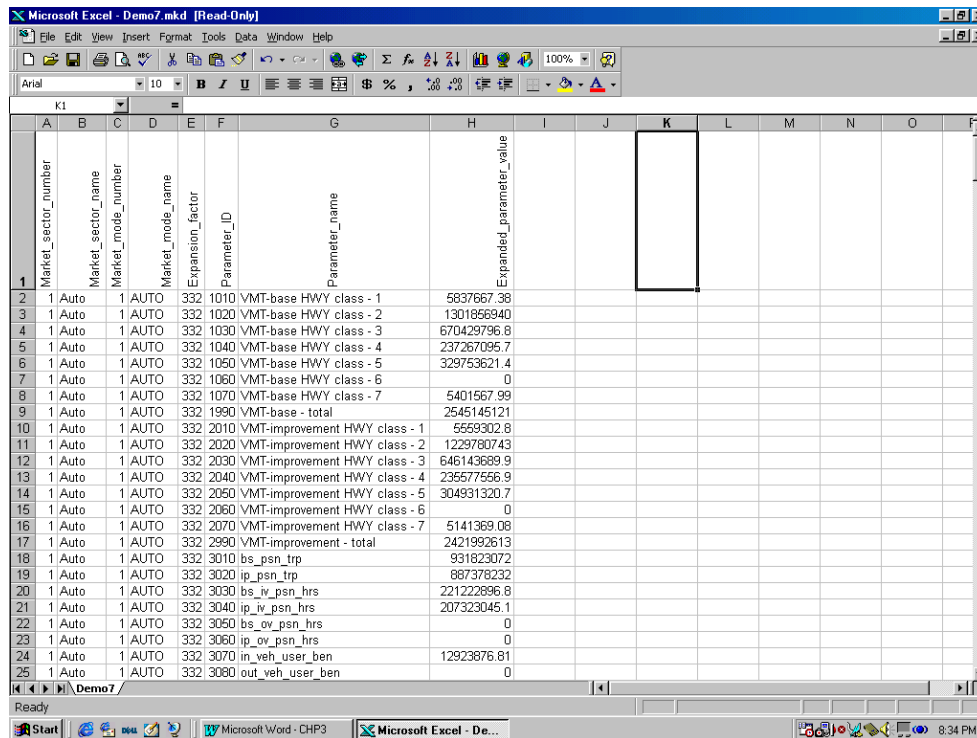 Microsoft Excel - Demo7.mkd [Read-Only]
File Edit View Insert Format Tools Data Window Help
100%
Arial 10 B I U $ % ,
K1 =
A B C D E F G H I J K L M N O
1 Market_sector_number Market_sector_name Market_mode_number Market_mode_name Expansion_factor Parameter_ID Parameter_name Expanded_parameter_value
2 1 Auto 1 AUTO 332 1010 VMT-base HWY class - 1 5837667.38
3 1 Auto 1 AUTO 332 1020 VMT-base HWY class - 2 1301856940
4 1 Auto 1 AUTO 332 1030 VMT-base HWY class - 3 670429796.8
5 1 Auto 1 AUTO 332 1040 VMT-base HWY class - 4 237267095.7
6 1 Auto 1 AUTO 332 1050 VMT-base HWY class - 5 329753621.4
7 1 Auto 1 AUTO 332 1060 VMT-base HWY class - 6 0
8 1 Auto 1 AUTO 332 1070 VMT-base HWY class - 7 5401567.99
9 1 Auto 1 AUTO 332 1990 VMT-base - total 2545145121
10 1 Auto 1 AUTO 332 2010 VMT-improvement HWY class - 1 5559302.8
11 1 Auto 1 AUTO 332 2020 VMT-improvement HWY class - 2 1229780743
12 1 Auto 1 AUTO 332 2030 VMT-improvement HWY class - 3 646143689.9
13 1 Auto 1 AUTO 332 2040 VMT-improvement HWY class - 4 235577556.9
14 1 Auto 1 AUTO 332 2050 VMT-improvement HWY class - 5 304931320.7
15 1 Auto 1 AUTO 332 2060 VMT-improvement HWY class - 6 0
16 1 Auto 1 AUTO 332 2070 VMT-improvement HWY class - 7 5141369.08
17 1 Auto 1 AUTO 332 2990 VMT-improvement - total 2421992613
18 1 Auto 1 AUTO 332 3010 bs_psn_trp 931823072
19 1 Auto 1 AUTO 332 3020 ip_psn_trp 887378232
20 1 Auto 1 AUTO 332 3030 bs_iv_psn_hrs 221222896.8
21 1 Auto 1 AUTO 332 3040 ip_iv_psn_hrs 207323045.1
22 1 Auto 1 AUTO 332 3050 bs_ov_psn_hrs 0
23 1 Auto 1 AUTO 332 3060 ip_ov_psn_hrs 0
24 1 Auto 1 AUTO 332 3070 in_veh_user_ben 12923876.81
25 1 Auto 1 AUTO 332 3080 out_veh_user_ben 0
Demo7
Ready
Start Microsoft Word - CHP3 Microsoft Excel - De... 8:34 PM